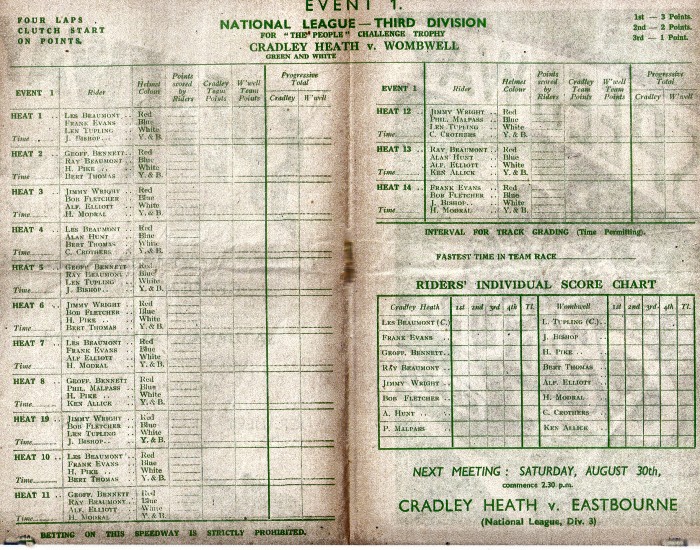 EVENT 1.
FOUR LAPS
CLUTCH START
ON POINTS.
NATIONAL LEAGUE—THIRD DIVISION
FOR "THE PEOPLE" CHALLENGE TROPHY
CRADLEY HEATH v. WOMBWELL
GREEN AND WHITE
1st — 3 Points.
2nd — 2 Points.
3rd — 1 Point.
EVENT 1 Rider Helmet Colour Points scored by Riders Cradley Team Points W'well Team Points Progressive Total Cradley W'well
HEAT 1 .. LES BEAUMONT .. Red
FRANK EVANS .. Blue
LEN TUPLING .. White
Time J. BISHOP.. .. Y. & B.
HEAT 2 .. GEOFF. BENNETT.. Red
RAY BEAUMONT .. Blue
H. PIKE .. .. White
Time BERT THOMAS .. Y. & B.
HEAT 3 .. JIMMY WRIGHT .. Red
BOB FLETCHER .. Blue
ALF. ELLIOTT .. White
Time H. MODRAL .. Y. & B.
HEAT 4 .. LES BEAUMONT .. Red
ALAN HUNT .. Blue
BERT THOMAS .. White
Time C. CROTHERS .. Y. & B.
HEAT 5 .. GEOFF BENNETT .. Red
RAY BEAUMONT .. Blue
LEN TUPLING .. White
Time J. BISHOP.. .. Y. & B.
HEAT 6 .. JIMMY WRIGHT .. Red
BOB FLETCHER .. Blue
H. PIKE .. .. White
Time BERT THOMAS .. Y. & B.
HEAT 7 .. LES BEAUMONT .. Red
FRANK EVANS .. Blue
ALF ELLIOTT .. White
Time H. MODRAL .. Y. & B.
HEAT 8 .. GEOFF. BENNETT .. Red
PHIL. MALPASS .. Blue
H. PIKE .. .. White
Time KEN ALLICK .. Y. & B.
HEAT 19 .. JIMMY WRIGHT .. Red
BOB FLETCHER .. Blue
LEN TUPLING .. White
Time J. BISHOP.. .. Y. & B.
HEAT 10 .. LES BEAUMONT .. Red
FRANK EVANS .. Blue
H. PIKE .. .. White
Time BERT THOMAS .. Y. & B.
HEAT 11 .. GEOFF. BENNETT Red
RAY BEAUMONT.. Blue
ALF. ELLIOTT .. White
Time H. MODRAL .. Y. & B.
BETTING ON THIS SPEEDWAY IS STRICTLY PROHIBITED.
EVENT 1 Rider Helmet Colour Points scored by Riders Cradley Team Points W'well Team Points Progressive Total Cradley W'well
HEAT 12 .. JIMMY WRIGHT .. Red
PHIL. MALPASS .. Blue
LEN TUPLING .. White
Time C. CROTHERS .. Y. & B.
HEAT 13 .. RAY BEAUMONT .. Red
ALAN HUNT .. Blue
ALF. ELLIOTT .. White
Time KEN ALLICK .. Y. & B.
HEAT 14 .. FRANK EVANS .. Red
BOB FLETCHER .. Blue
J. BISHOP .. .. White
Time H. MODRAL .. Y. & B.
INTERVAL FOR TRACK GRADING (Time Permitting).
FASTEST TIME IN TEAM RACE
RIDERS' INDIVIDUAL SCORE CHART
Cradley Heath 1st 2nd 3rd 4th Tl. Wombwell 1st 2nd 3rd 4th Tl.
LES BEAUMONT (C.) L. TUPLING (C.) ..
FRANK EVANS .. J. BISHOP ..
GEOFF. BENNETT.. H. PIKE ..
RAY BEAUMONT .. BERT THOMAS ..
JIMMY WRIGHT .. ALF. ELLIOTT ..
BOB FLETCHER .. H. MODRAL ..
A. HUNT .. .. C. CROTHERS ..
P. MALPASS .. KEN ALLICK ..
NEXT MEETING : SATURDAY, AUGUST 30th,
commence 2.30 p.m.
CRADLEY HEATH v. EASTBOURNE
(National League, Div. 3)